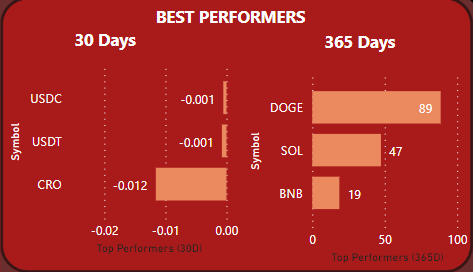 BEST PERFORMERS
30 Days
USDC
-0.001
USDT
-0.001
CRO
-0.012
Symbol
-0.02
-0.01
0.00
Top Performers (30D)
365 Days
DOGE
89
SOL
47
BNB
19
Symbol
0
50
100
Top Performers (365D)